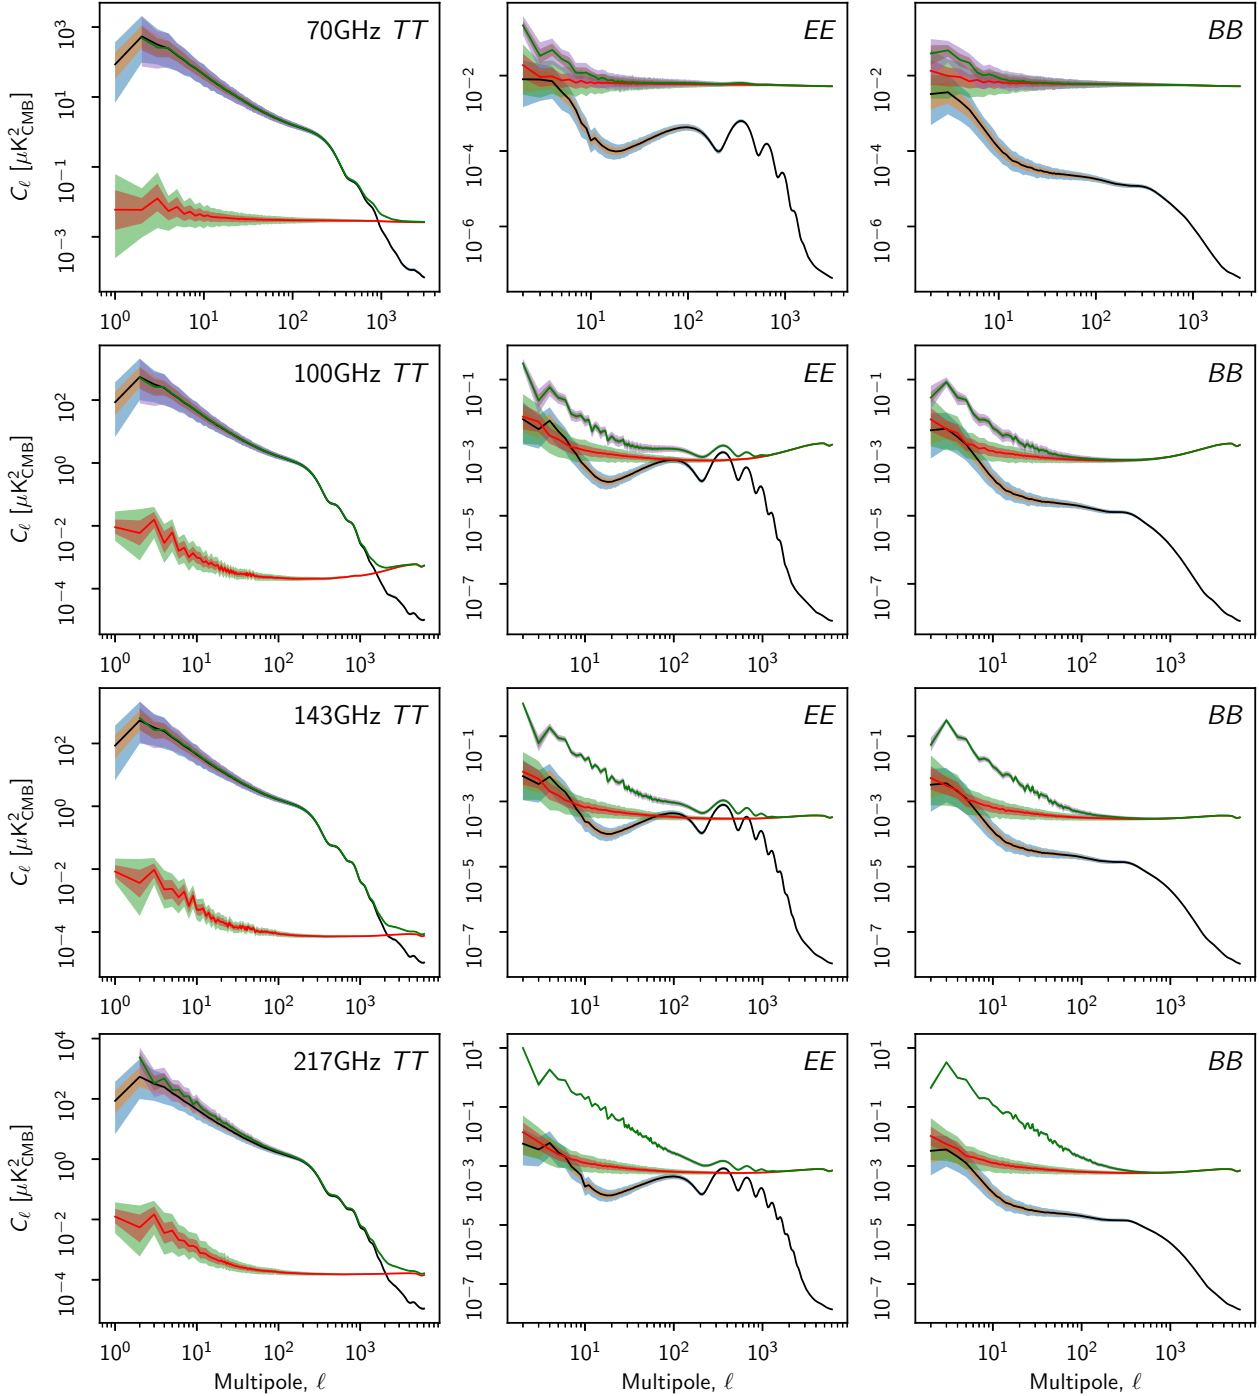 70GHz TT
EE
BB
C_ℓ [μK²_CMB]
10³
10¹
10⁻¹
10⁻³
10⁻²
10⁻⁴
10⁻⁶
10⁻²
10⁻⁴
10⁻⁶
10⁰ 10¹ 10² 10³
10¹ 10² 10³
10¹ 10³
100GHz TT
EE
BB
C_ℓ [μK²_CMB]
10²
10⁰
10⁻²
10⁻⁴
10⁻¹
10⁻³
10⁻⁵
10⁻⁷
10⁻¹
10⁻³
10⁻⁵
10⁻⁷
10⁰ 10¹ 10² 10³
10¹ 10² 10³
10¹ 10² 10³
143GHz TT
EE
BB
C_ℓ [μK²_CMB]
10²
10⁰
10⁻²
10⁻⁴
10⁻¹
10⁻³
10⁻⁵
10⁻⁷
10⁻¹
10⁻³
10⁻⁵
10⁻⁷
10⁰ 10¹ 10² 10³
10¹ 10² 10³
10¹ 10² 10³
217GHz TT
EE
BB
C_ℓ [μK²_CMB]
10⁴
10²
10⁰
10⁻²
10⁻⁴
10¹
10⁻¹
10⁻³
10⁻⁵
10⁻⁷
10¹
10⁻¹
10⁻³
10⁻⁵
10⁻⁷
10⁰ 10¹ 10² 10³
10¹ 10² 10³
10¹ 10² 10³
Multipole, ℓ
Multipole, ℓ
Multipole, ℓ